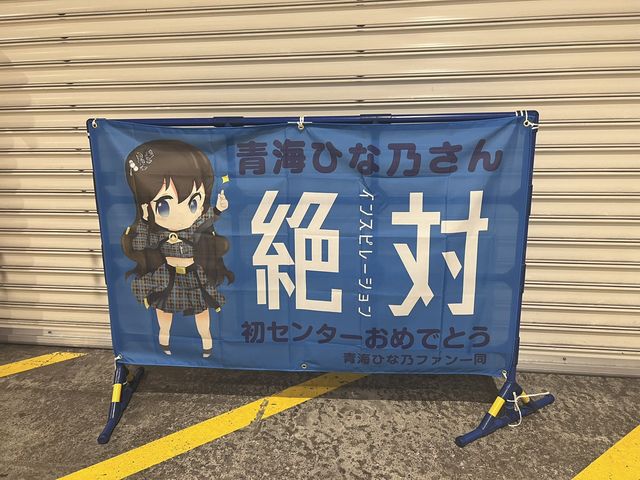 青海ひな乃さん
絶対
インスピレーション
初センターおめでとう
青海ひな乃ファン一同